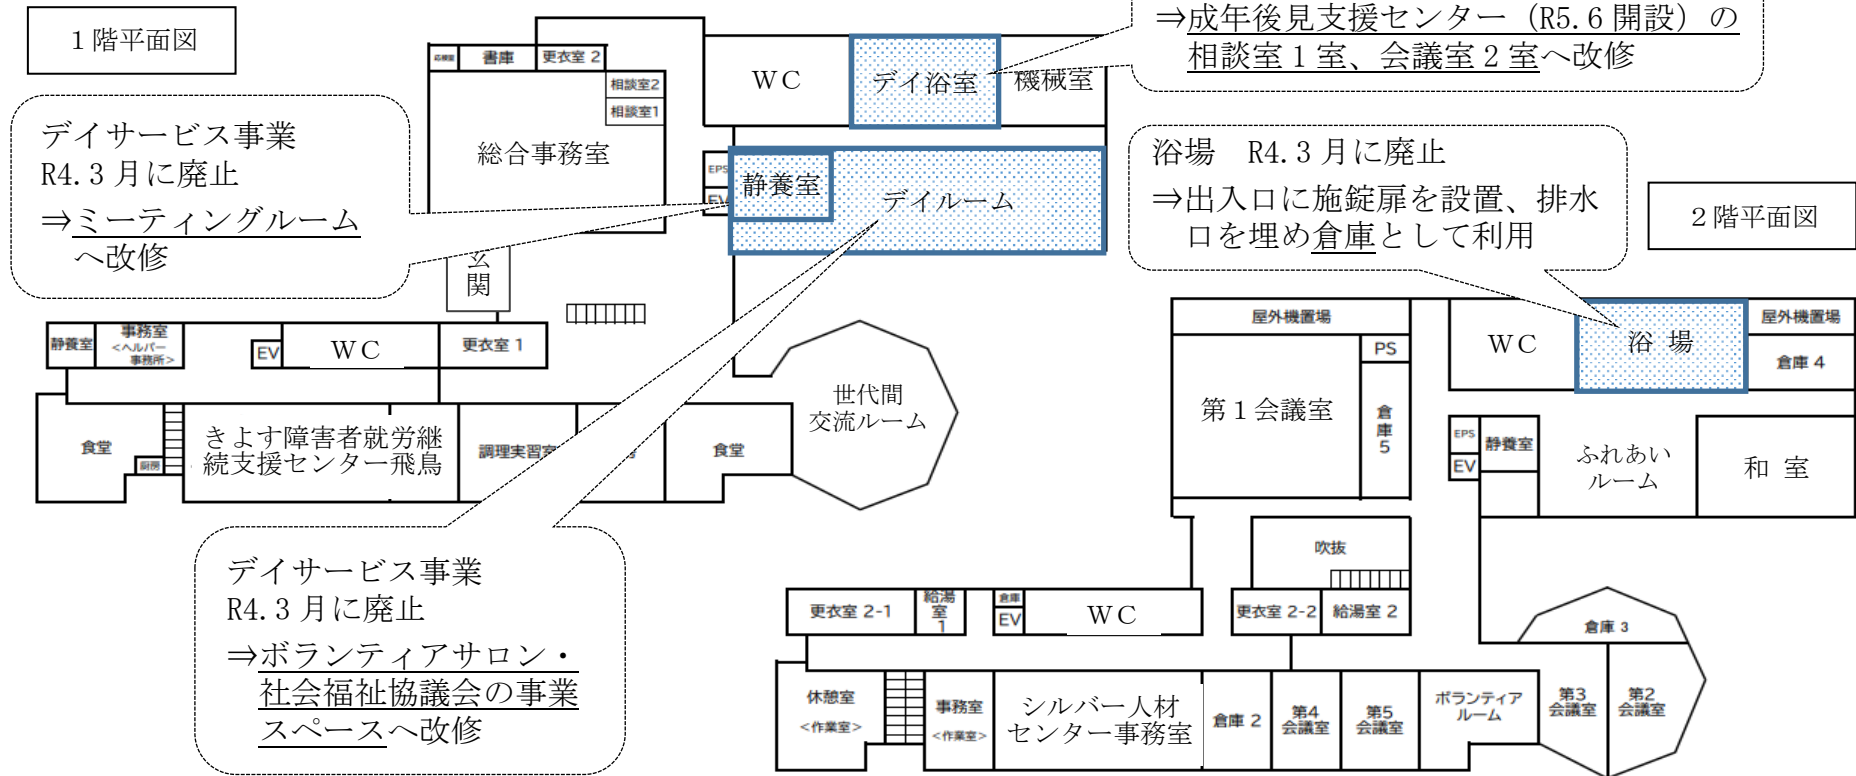 1階平面図
応接室
書庫
更衣室 2
相談室2
相談室1
総合事務室
WC
デイ浴室
機械室
⇒成年後見支援センター（R5.6 開設）の
相談室 1 室、会議室 2 室へ改修
デイサービス事業
R4.3 月に廃止
⇒ミーティングルーム
へ改修
EPS
EV
静養室
デイルーム
浴場　R4.3 月に廃止
⇒出入口に施錠扉を設置、排水
口を埋め倉庫として利用
2階平面図
玄
関
静養室
事務室
<ヘルパー
事務所>
EV
WC
更衣室 1
世代間
交流ルーム
食堂
厨房
きよす障害者就労継
続支援センター飛鳥
調理実習室
食堂
デイサービス事業
R4.3 月に廃止
⇒ボランティアサロン・
社会福祉協議会の事業
スペースへ改修
屋外機置場
PS
第1会議室
倉
庫
5
WC
浴 場
屋外機置場
倉庫 4
EPS
EV
静養室
ふれあい
ルーム
和 室
吹抜
更衣室 2-1
給湯
室
1
倉庫
EV
WC
更衣室 2-2
給湯室 2
倉庫 3
休憩室
<作業室>
事務室
<作業室>
シルバー人材
センター事務室
倉庫 2
第4
会議室
第5
会議室
ボランティア
ルーム
第3
会議室
第2
会議室